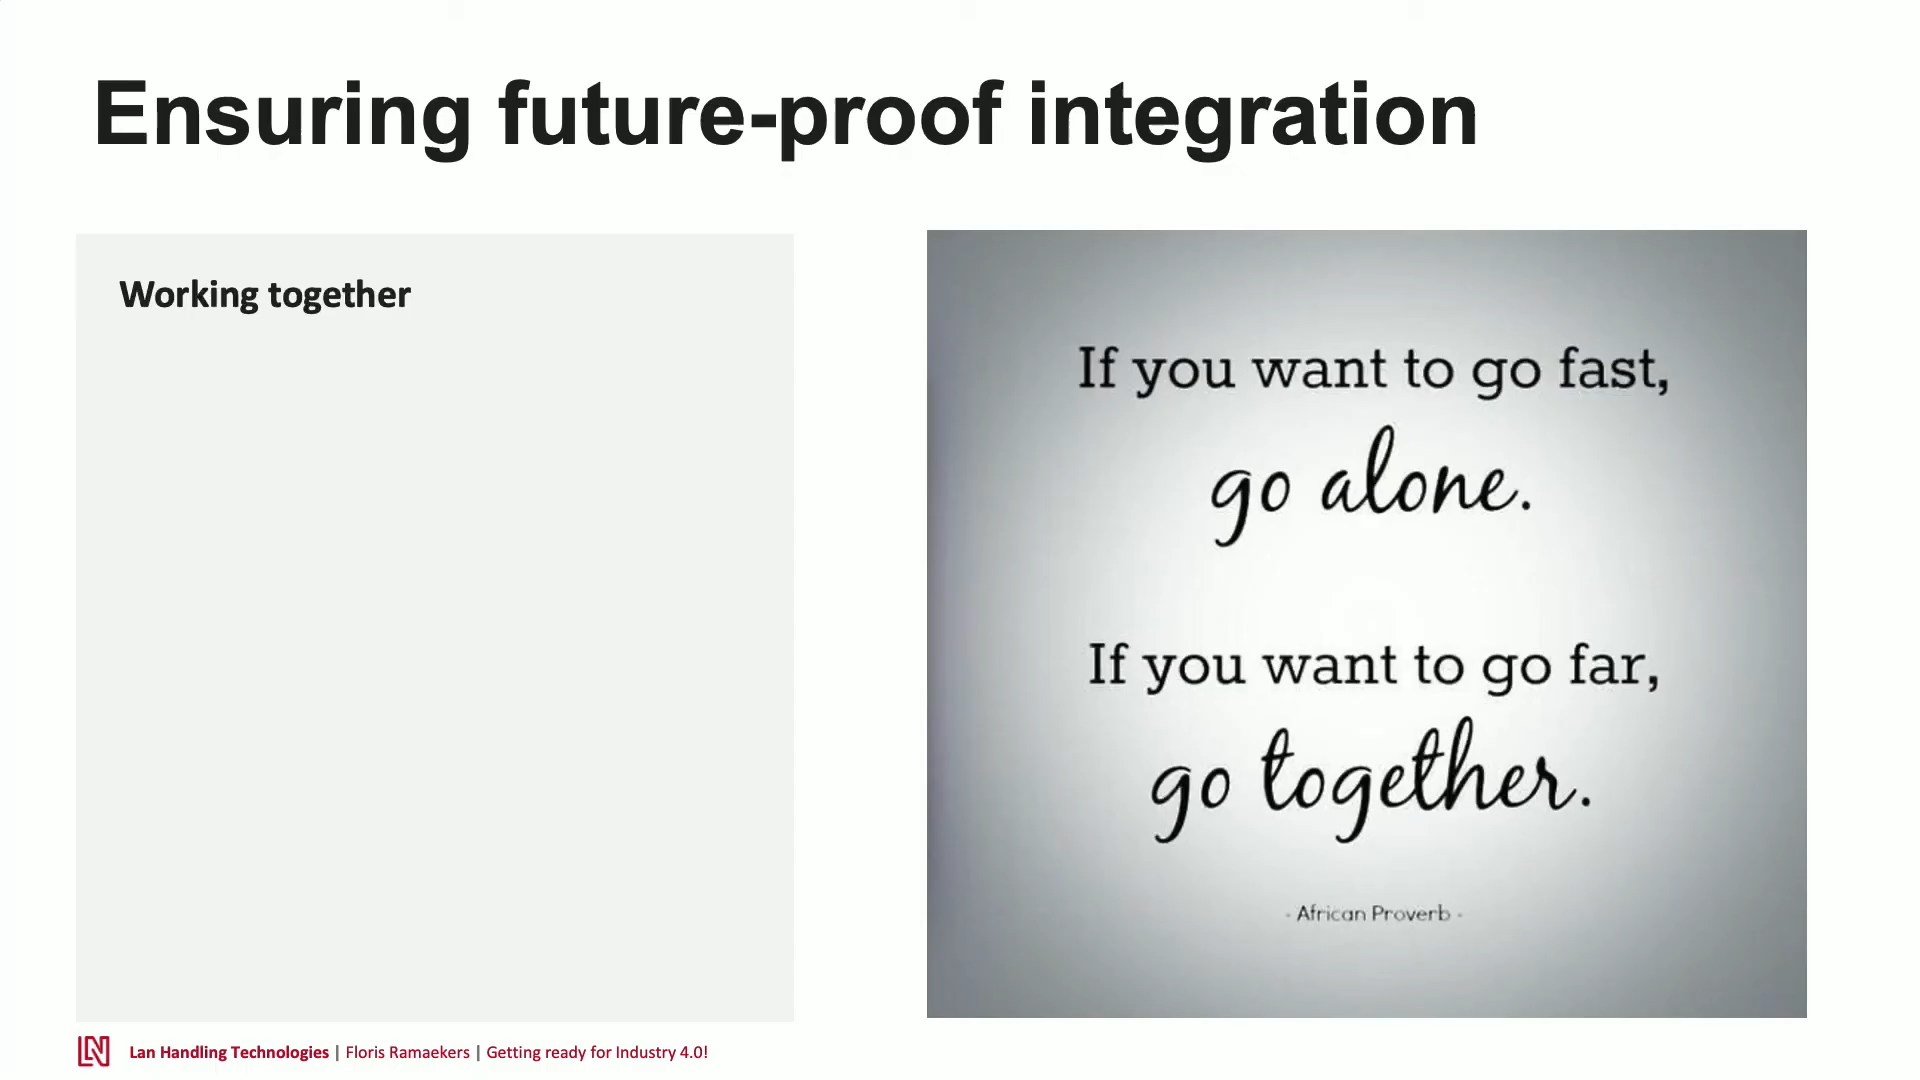 Ensuring future-proof integration
Working together
If you want to go fast,
go alone.
If you want to go far,
go together.
- African Proverb -
LN Lan Handling Technologies | Floris Ramaekers | Getting ready for Industry 4.0!